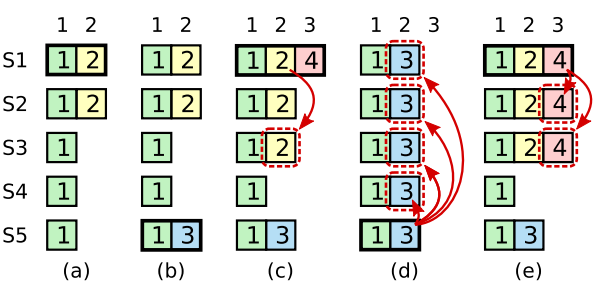 1 2 1 2 1 2 3 1 2 3 1 2 3
S1 1 2 1 2 1 2 4 1 3 1 2 4
S2 1 2 1 2 1 2 1 3 1 2 4
S3 1 1 1 2 1 3 1 2 4
S4 1 1 1 1 3 1
S5 1 1 3 1 3 1 3 1 3
(a) (b) (c) (d) (e)